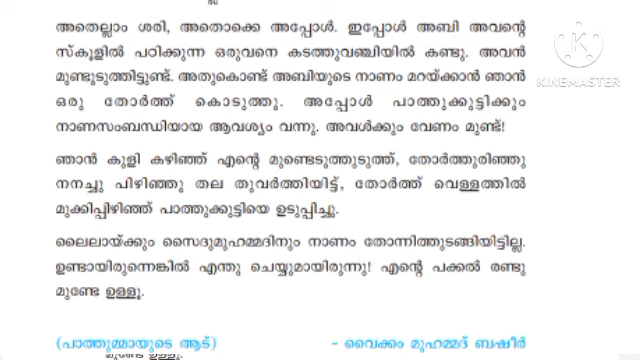 അതെല്ലാം ശരി, അതൊക്കെ അപ്പോൾ. ഇപ്പോൾ അബി അവന്റെ
സ്കൂളിൽ പഠിക്കുന്ന ഒരുവനെ കടത്തുവഞ്ചിയിൽ കണ്ടു. അവൻ
മുണ്ടുടുത്തിട്ടുണ്ട്. അതുകൊണ്ട് അബിയുടെ നാണം മറയ്ക്കാൻ ഞാൻ
ഒരു തോർത്ത് കൊടുത്തു. അപ്പോൾ പാത്തുക്കുട്ടിക്കും
നാണസംബന്ധിയായ ആവശ്യം വന്നു. അവൾക്കും വേണം മുണ്ട്!
ഞാൻ കുളി കഴിഞ്ഞ് എന്റെ മുണ്ടെടുത്തുടുത്ത്, തോർത്തുരിഞ്ഞു
നനച്ചു പിഴിഞ്ഞു തല തുവർത്തിയിട്ട്, തോർത്ത് വെള്ളത്തിൽ
മുക്കിപ്പിഴിഞ്ഞ് പാത്തുക്കുട്ടിയെ ഉടുപ്പിച്ചു.
ലൈലായ്ക്കും സൈദുമുഹമ്മദിനും നാണം തോന്നിത്തുടങ്ങിയിട്ടില്ല.
ഉണ്ടായിരുന്നെങ്കിൽ എന്തു ചെയ്യുമായിരുന്നു! എന്റെ പക്കൽ രണ്ടു
മുണ്ടേ ഉള്ളൂ.
(പാത്തുമ്മായുടെ ആട്) - വൈക്കം മുഹമ്മദ് ബഷീർ
മുണ്ടേ ഉള്ളൂ.
KINEMASTER